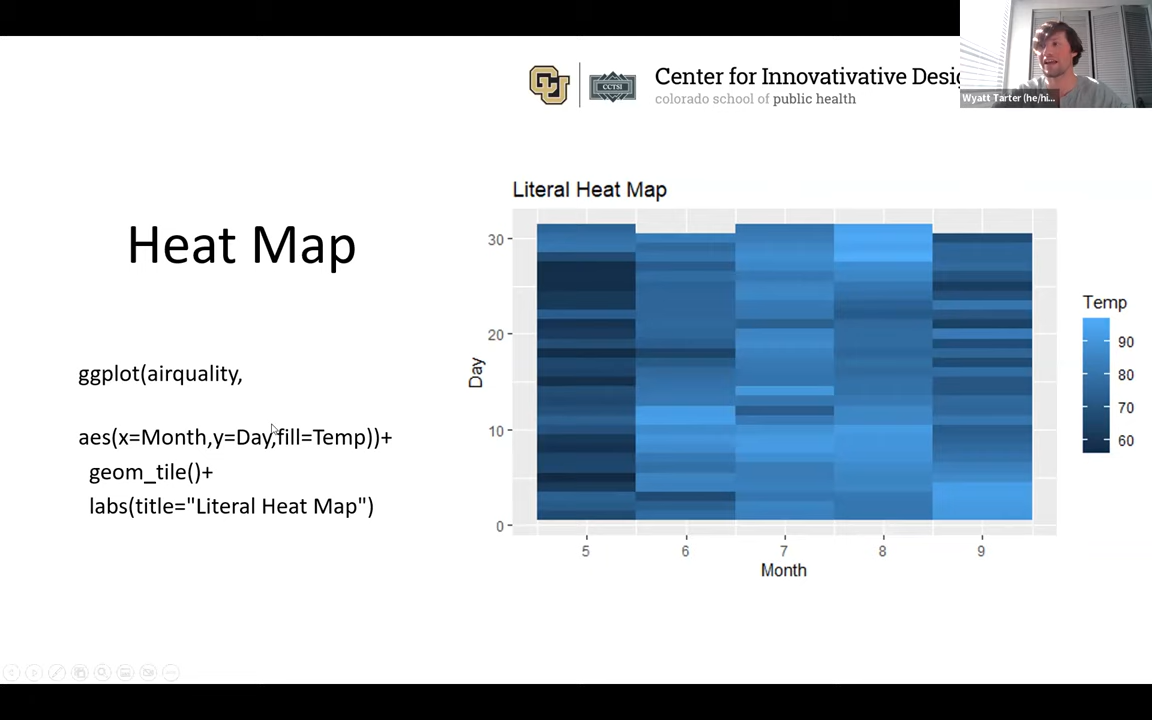 CCTSI
Center for Innovativative Desi
colorado school of public health
Wyatt Tarter (he/hi...
Heat Map
ggplot(airquality,
aes(x=Month,y=Day,fill=Temp))+
geom_tile()+
labs(title="Literal Heat Map")
Literal Heat Map
30
20
10
0
Day
5 6 7 8 9
Month
Temp
90
80
70
60